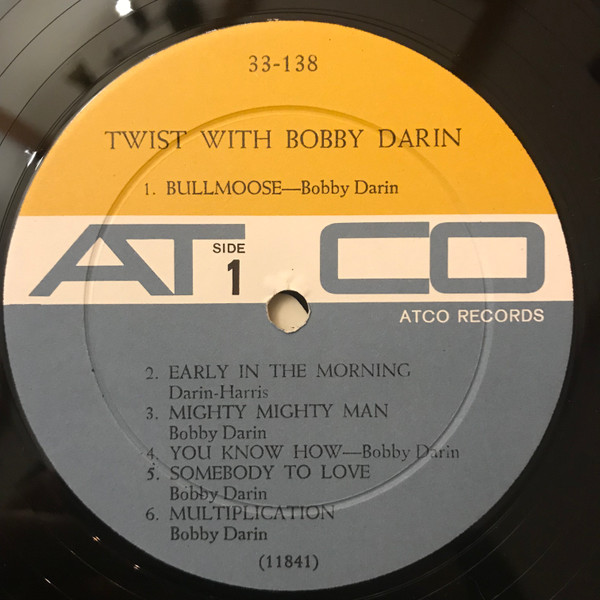 33-138
TWIST WITH BOBBY DARIN
1. BULLMOOSE—Bobby Darin
ATCO
SIDE
1
ATCO RECORDS
2. EARLY IN THE MORNING
Darin-Harris
3. MIGHTY MIGHTY MAN
Bobby Darin
4. YOU KNOW HOW—Bobby Darin
5. SOMEBODY TO LOVE
Bobby Darin
6. MULTIPLICATION
Bobby Darin
(11841)